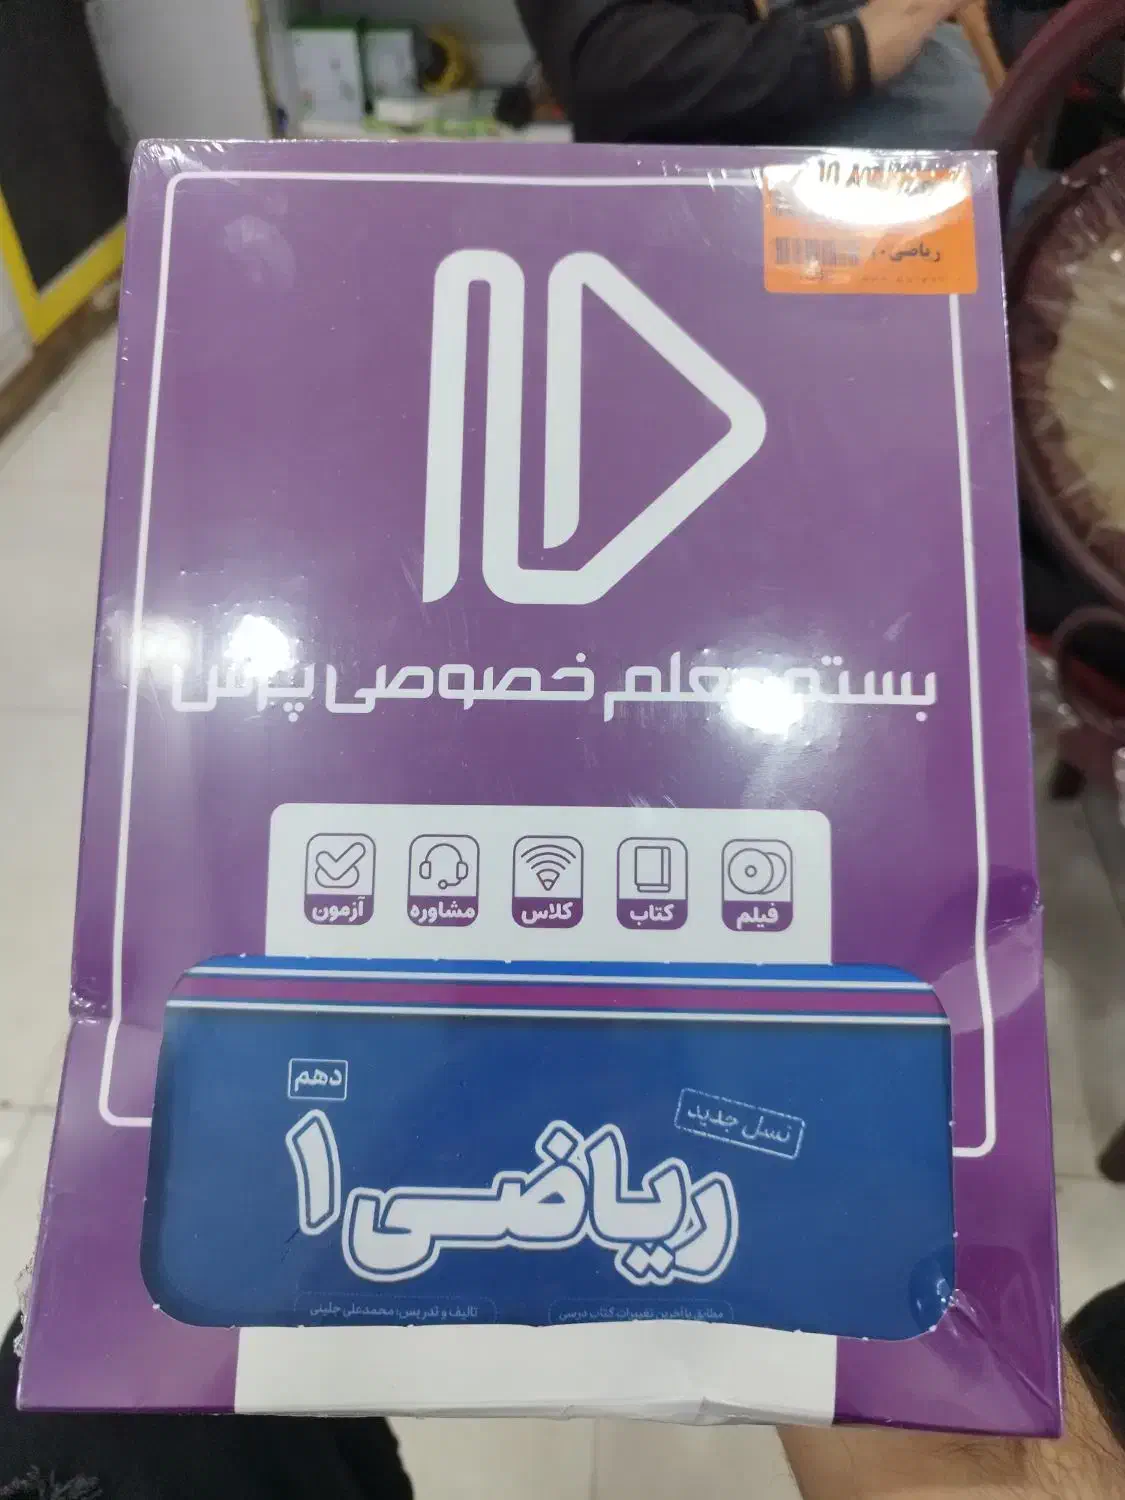 ریاضی۱۰
بسته معلم خصوصی پرش
فیلم
کتاب
کلاس
مشاوره
آزمون
دهم
نسل جدید
ریاضی ۱
مطابق با آخرین تغییرات کتاب درسی
تالیف و تدریس: محمدعلی جلینی